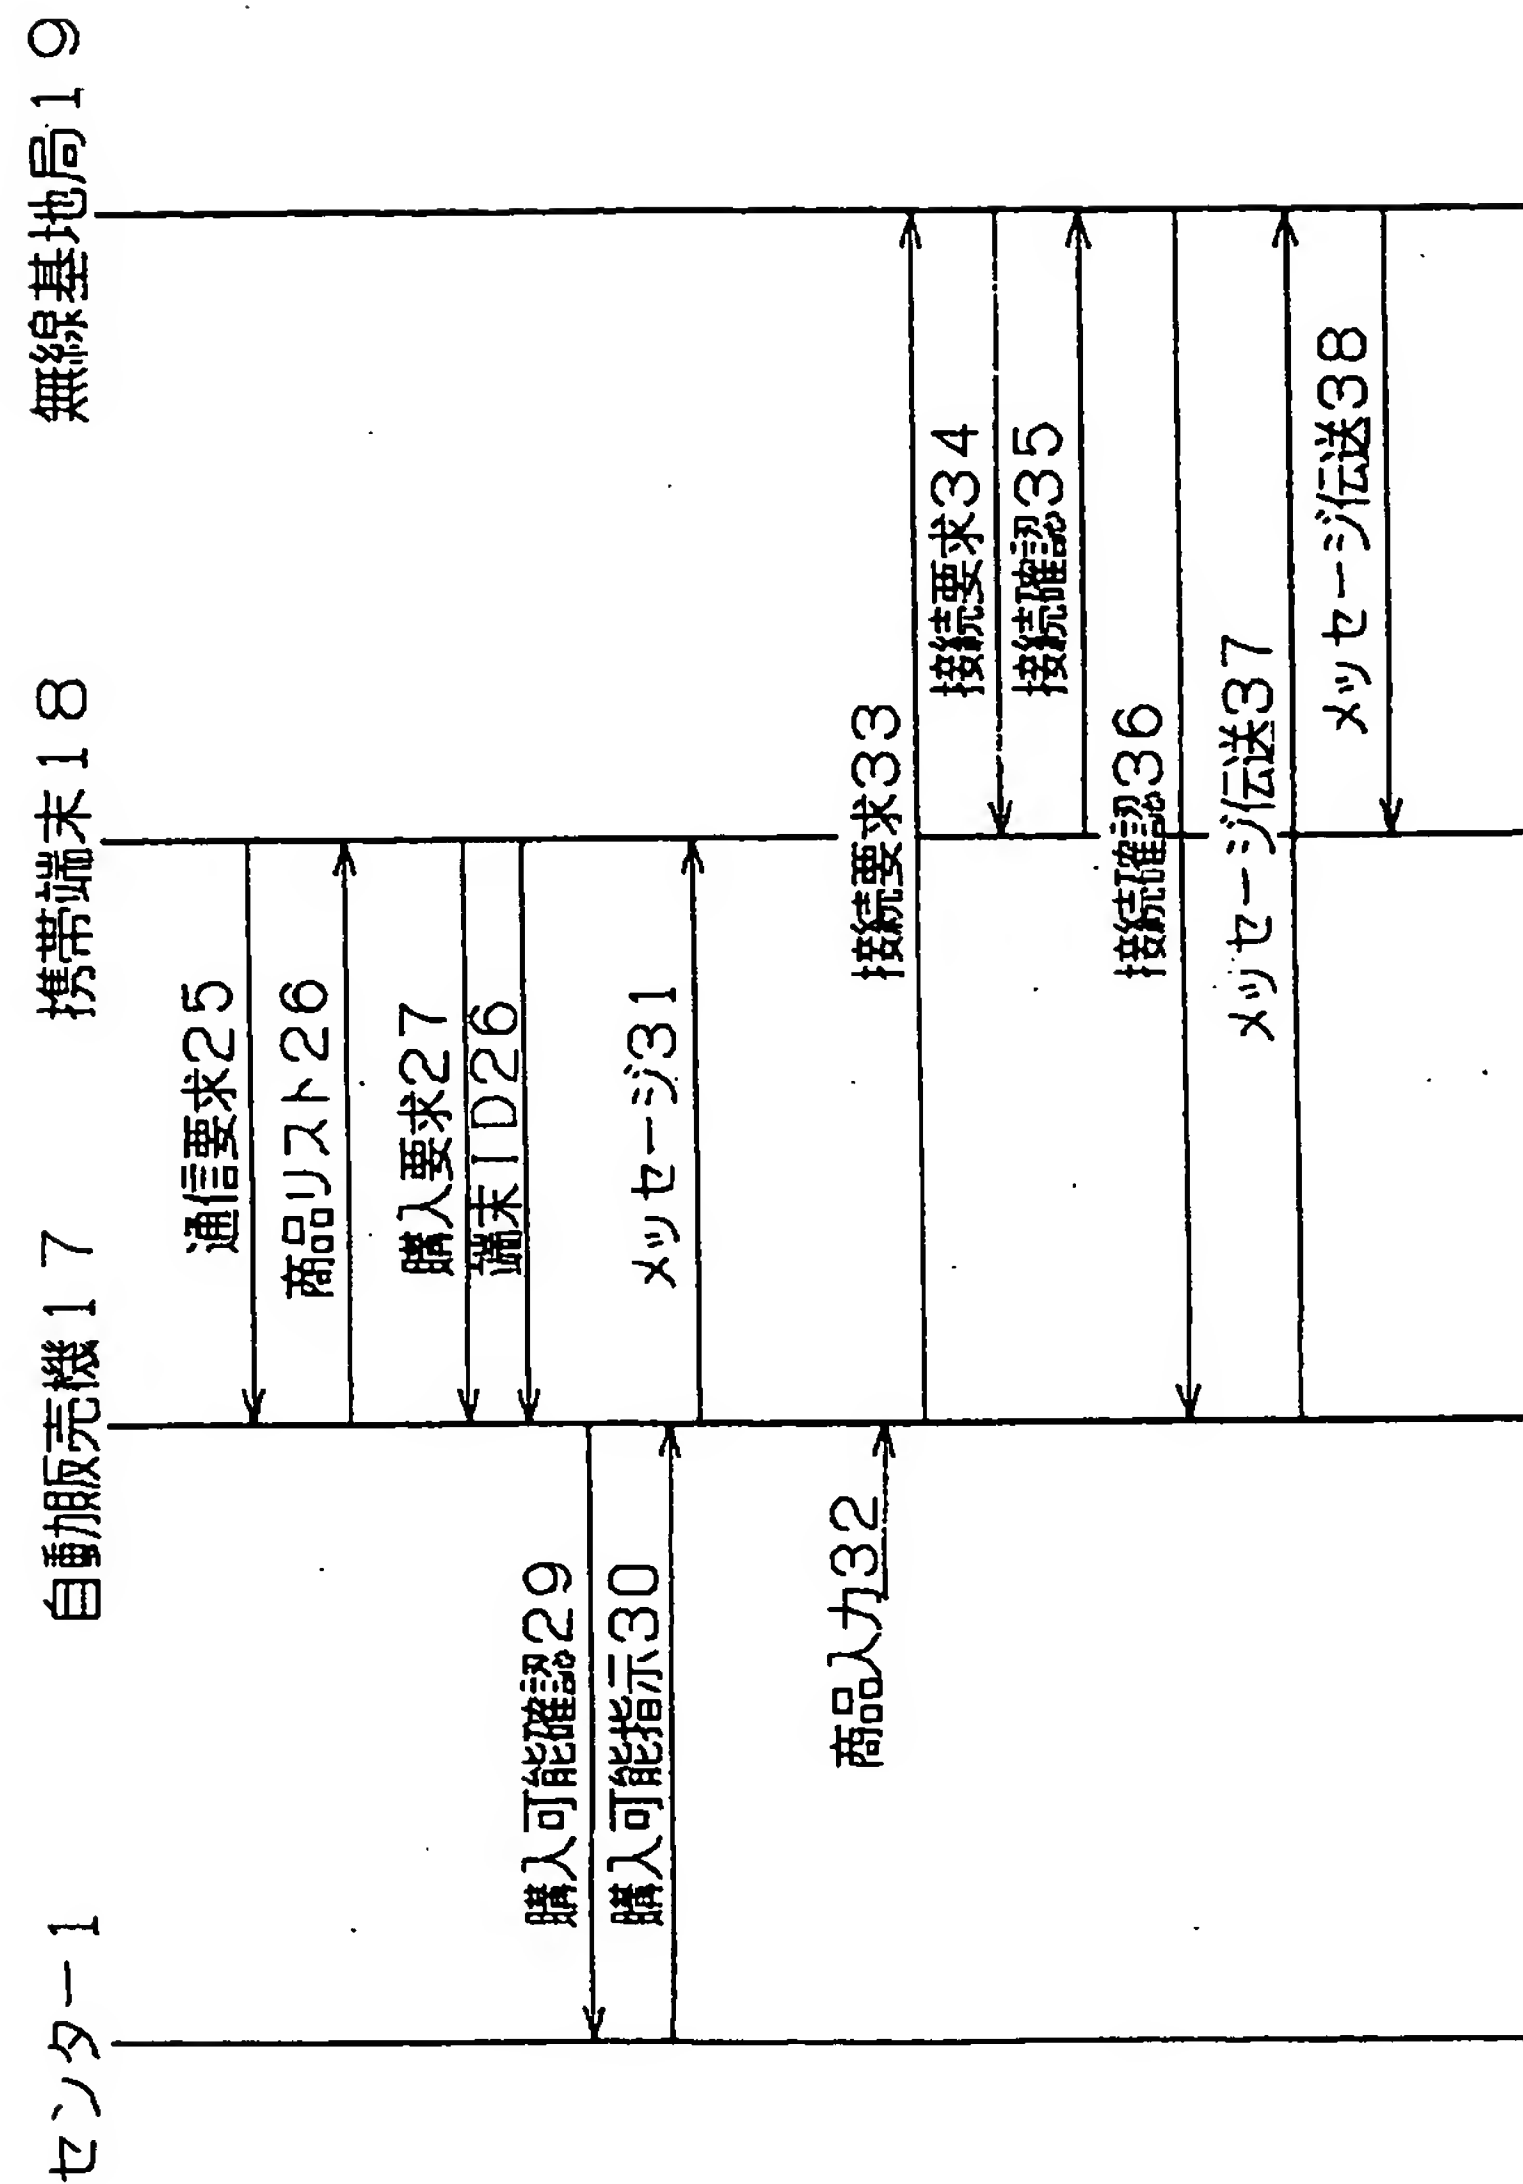 センター1
自動販売機17
携帯端末18
無線基地局19
通信要求25
商品リスト26
購入要求27
端末ID26
購入可能確認29
購入可能指示30
メッセージ31
商品入力32
接続要求33
接続要求34
接続確認35
接続確認36
メッセージ伝送37
メッセージ伝送38